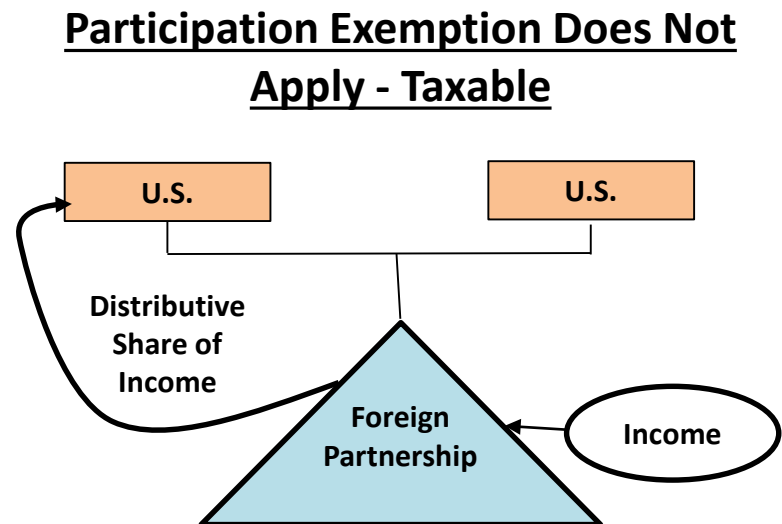 Participation Exemption Does Not
Apply - Taxable
U.S.
U.S.
Distributive
Share of
Income
Foreign
Partnership
Income